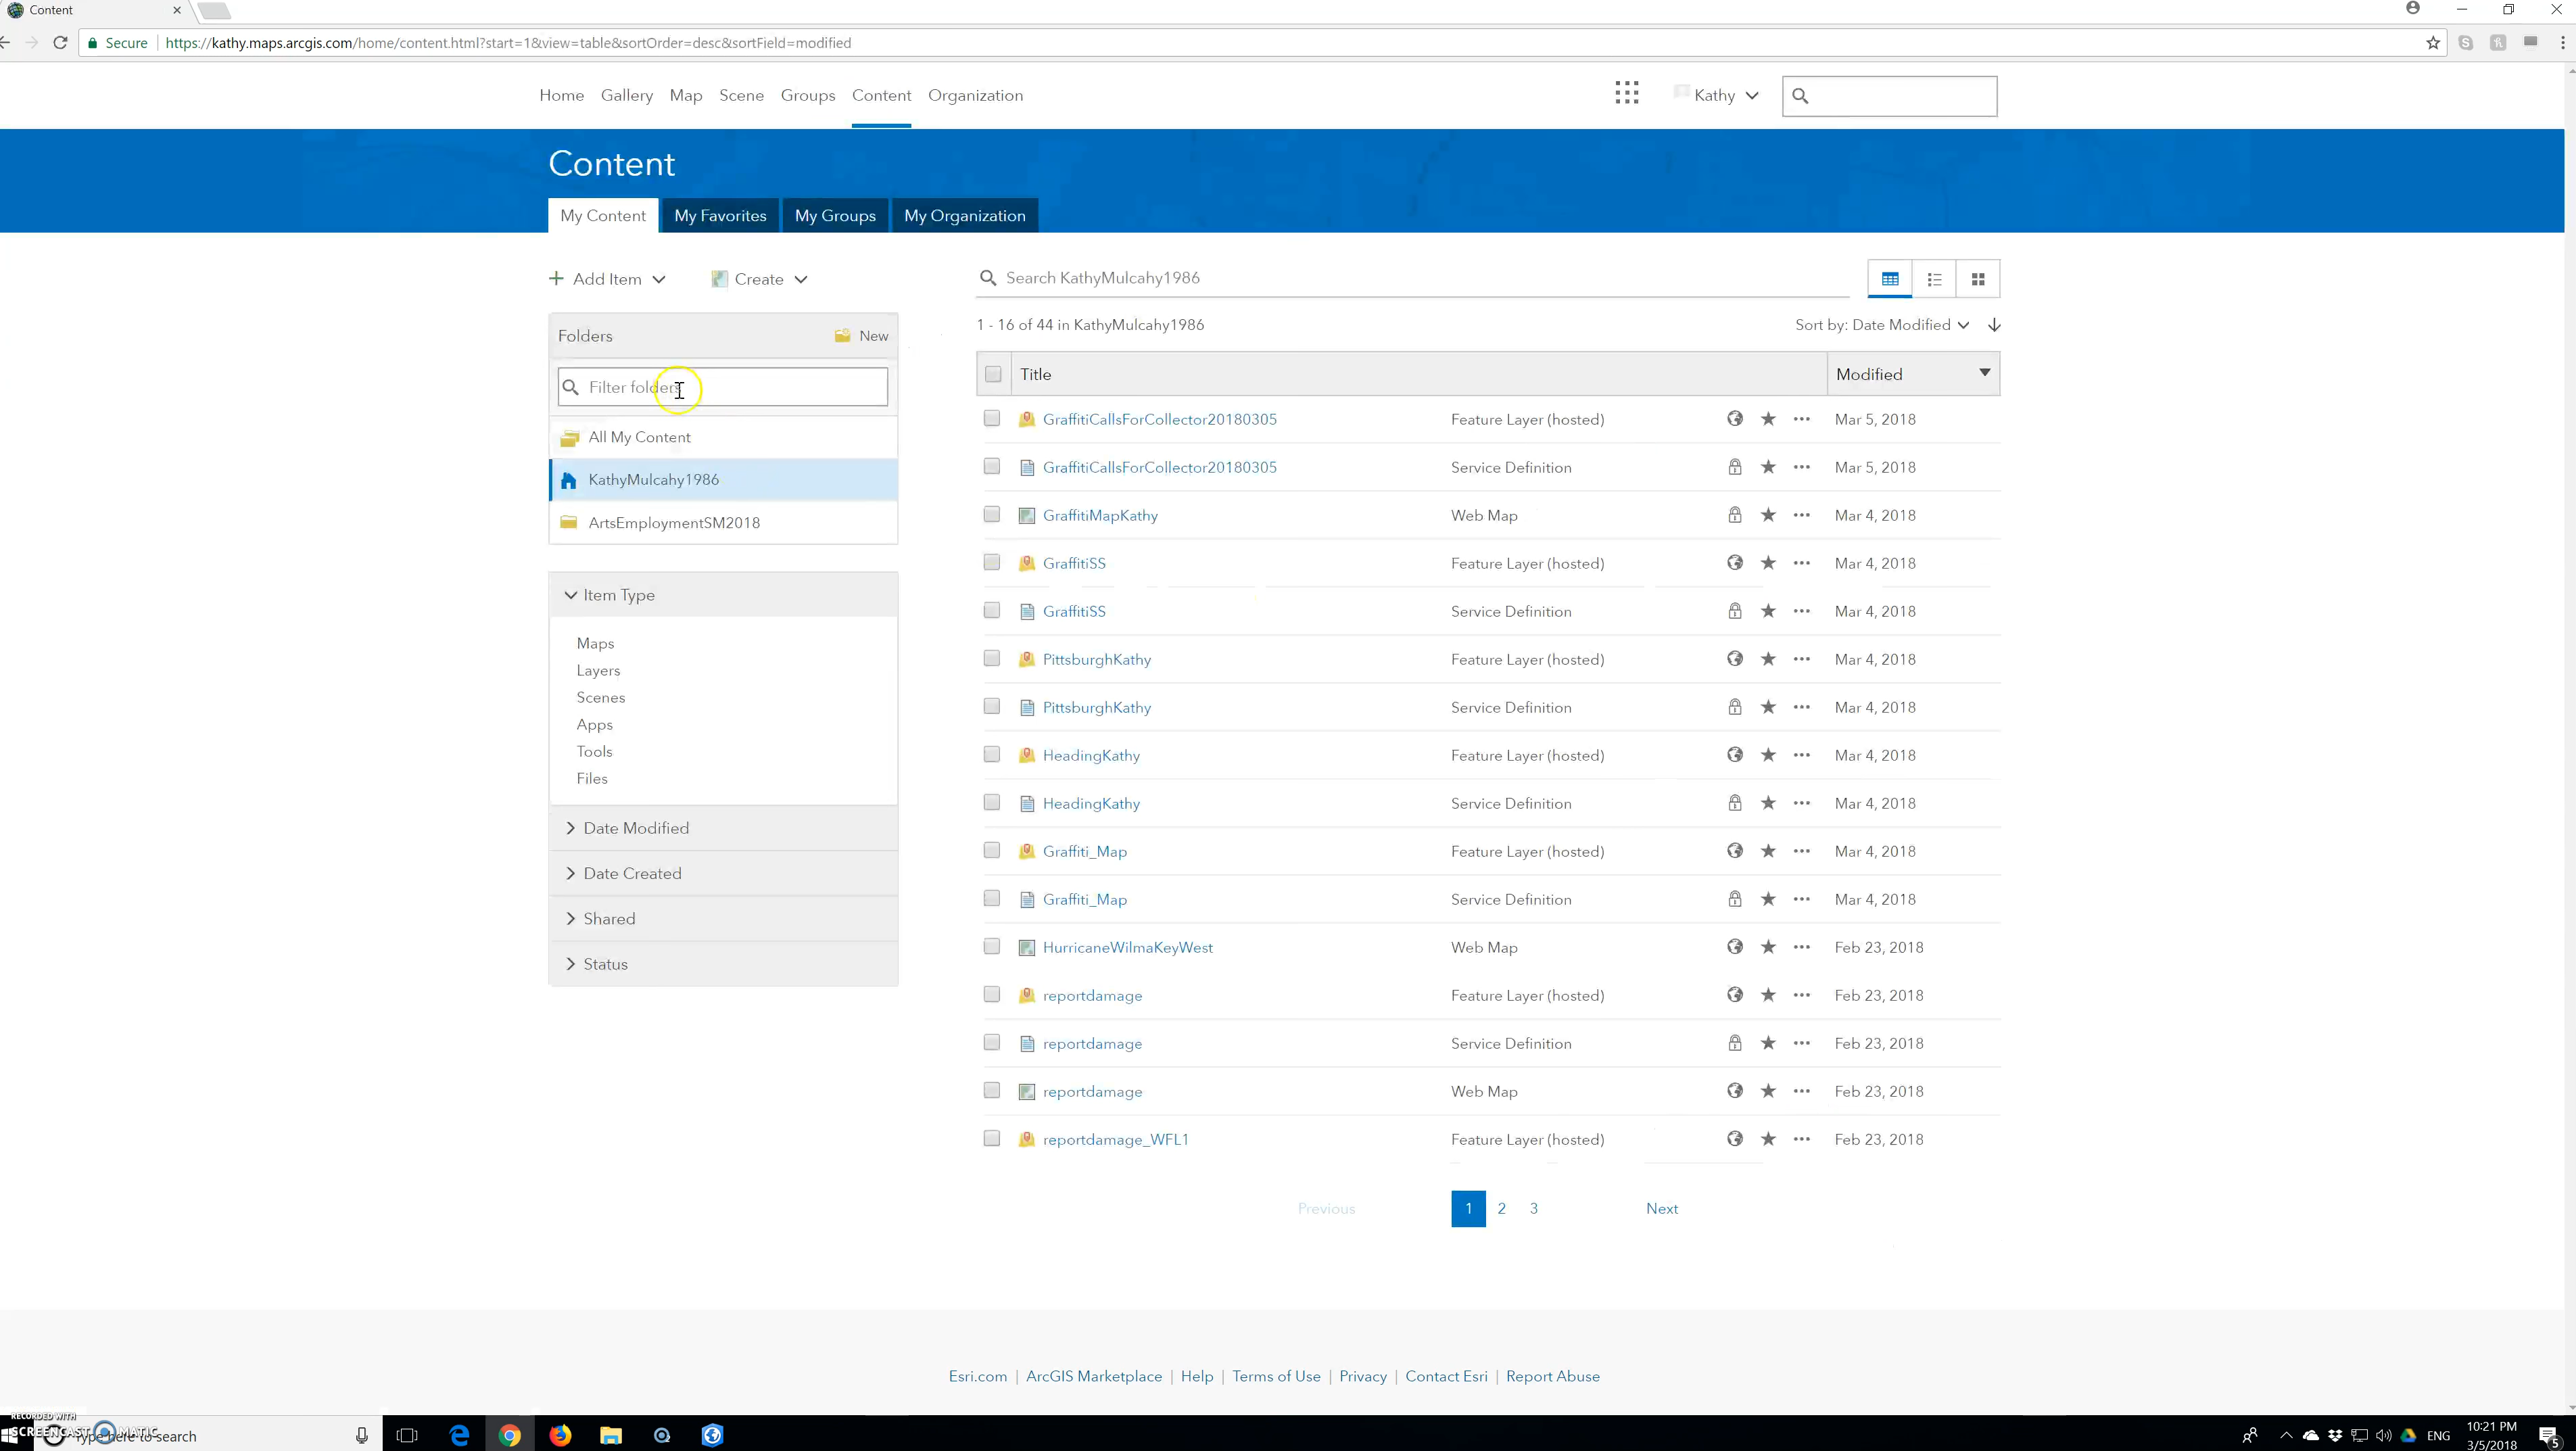 Content
Secure https://kathy.maps.arcgis.com/home/content.html?start=1&view=table&sortOrder=desc&sortField=modified
Home Gallery Map Scene Groups Content Organization Kathy
Content
My Content My Favorites My Groups My Organization
Add Item Create Search KathyMulcahy1986
1 - 16 of 44 in KathyMulcahy1986 Sort by: Date Modified
Folders New
Filter folders
All My Content
KathyMulcahy1986
ArtsEmploymentSM2018
Item Type
Maps
Layers
Scenes
Apps
Tools
Files
Date Modified
Date Created
Shared
Status
Title Modified
GraffitiCallsForCollector20180305 Feature Layer (hosted) Mar 5, 2018
GraffitiCallsForCollector20180305 Service Definition Mar 5, 2018
GraffitiMapKathy Web Map Mar 4, 2018
GraffitiSS Feature Layer (hosted) Mar 4, 2018
GraffitiSS Service Definition Mar 4, 2018
PittsburghKathy Feature Layer (hosted) Mar 4, 2018
PittsburghKathy Service Definition Mar 4, 2018
HeadingKathy Feature Layer (hosted) Mar 4, 2018
HeadingKathy Service Definition Mar 4, 2018
Graffiti_Map Feature Layer (hosted) Mar 4, 2018
Graffiti_Map Service Definition Mar 4, 2018
HurricaneWilmaKeyWest Web Map Feb 23, 2018
reportdamage Feature Layer (hosted) Feb 23, 2018
reportdamage Service Definition Feb 23, 2018
reportdamage Web Map Feb 23, 2018
reportdamage_WFL1 Feature Layer (hosted) Feb 23, 2018
Previous 1 2 3 Next
Esri.com | ArcGIS Marketplace | Help | Terms of Use | Privacy | Contact Esri | Report Abuse
RECORDED WITH
SCREENCAST MATIC
Type here to search
ENG
10:21 PM
3/5/2018
5